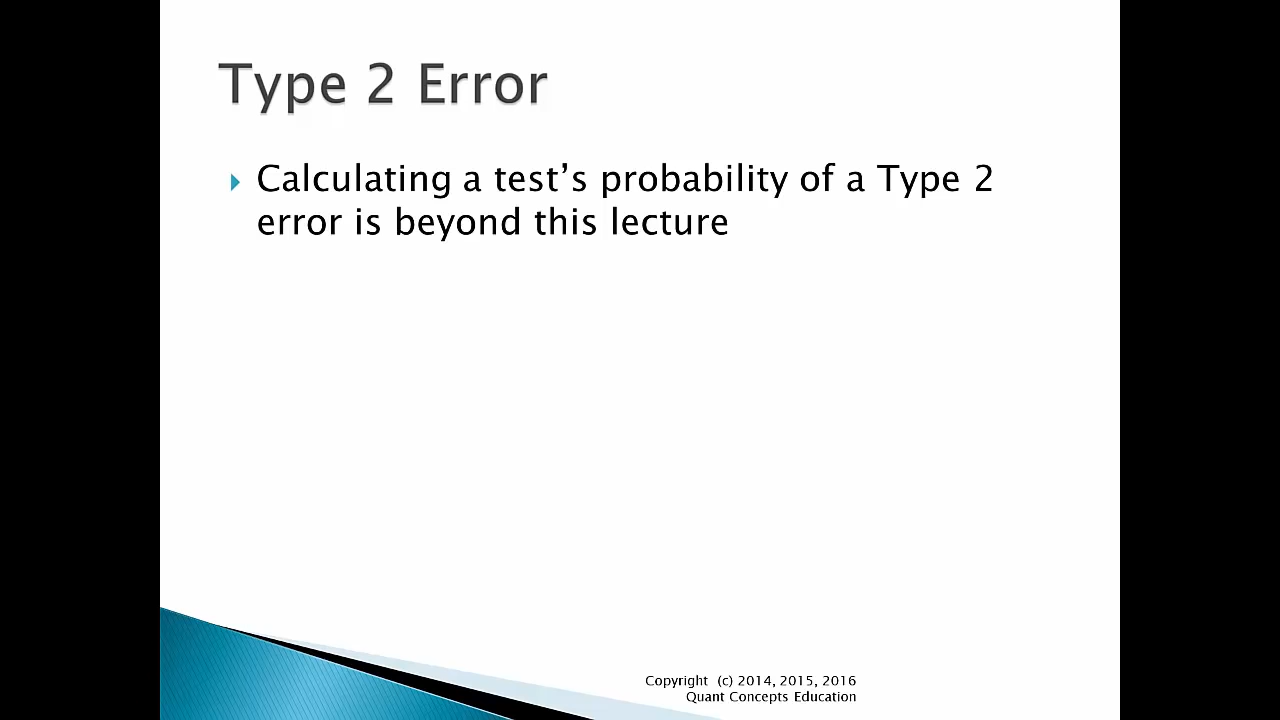 Type 2 Error
Calculating a test’s probability of a Type 2
error is beyond this lecture
Copyright (c) 2014, 2015, 2016
Quant Concepts Education